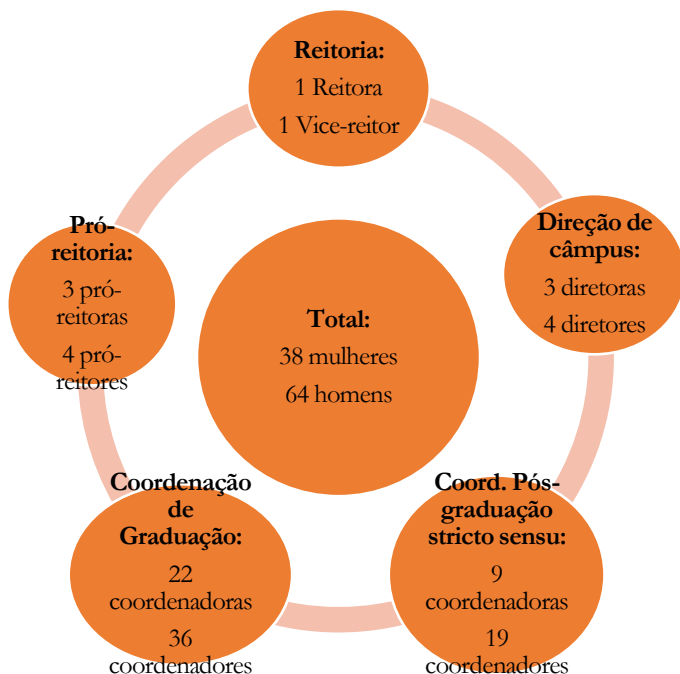 Reitoria:
1 Reitora
1 Vice-reitor
Direção de
câmpus:
3 diretoras
4 diretores
Coord. Pós-
graduação
stricto sensu:
9
coordenadoras
19
coordenadores
Coordenação
de
Graduação:
22
coordenadoras
36
coordenadores
Pró-
reitoria:
3 pró-
reitoras
4 pró-
reitores
Total:
38 mulheres
64 homens